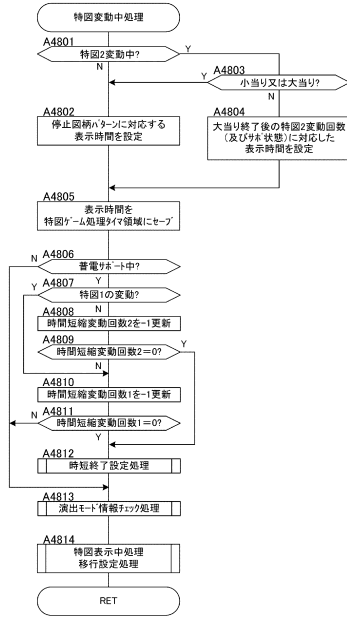 特図変動中処理
A4801
特図2変動中?
Y
N
A4803
小当り又は大当り?
Y
N
A4802
停止図柄パターンに対応する
表示時間を設定
A4804
大当り終了後の特図2変動回数
(及びサポ状態)に対応した
表示時間を設定
A4805
表示時間を
特図ゲーム処理タイマ領域にセーブ
A4806
N
普電サポート中?
Y
A4807
Y
特図1の変動?
N
A4808
時間短縮変動回数2を-1更新
A4809
時間短縮変動回数2=0?
Y
N
A4810
時間短縮変動回数1を-1更新
A4811
N
時間短縮変動回数1=0?
Y
A4812
時短終了設定処理
A4813
演出モード情報チェック処理
A4814
特図表示中処理
移行設定処理
RET